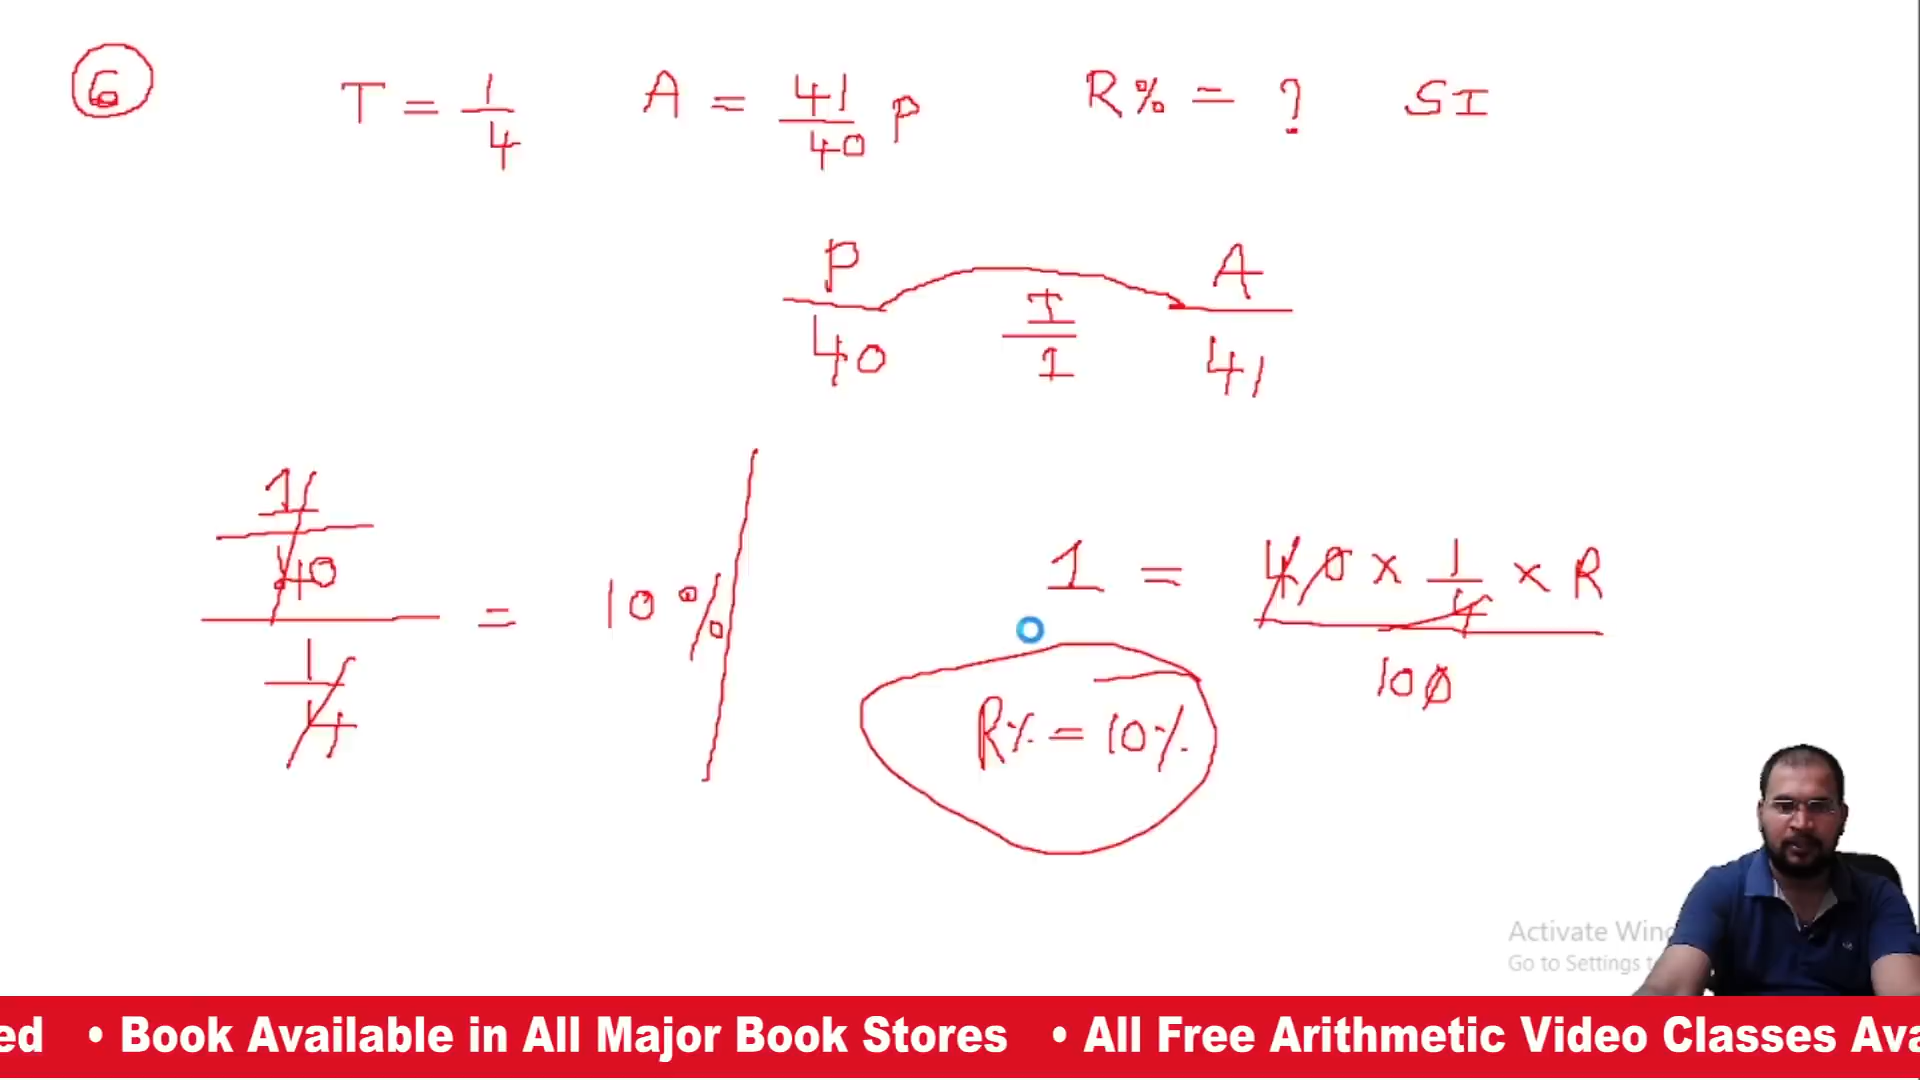 6 T = 1/4 A = 41/40 P R% = ? SI
P I A
40 1 41
1/40 / 1/4 = 10%
1 = 40 x 1/4 x R / 100
R% = 10%
Activate Wind
Go to Settings t
ed • Book Available in All Major Book Stores • All Free Arithmetic Video Classes Ava